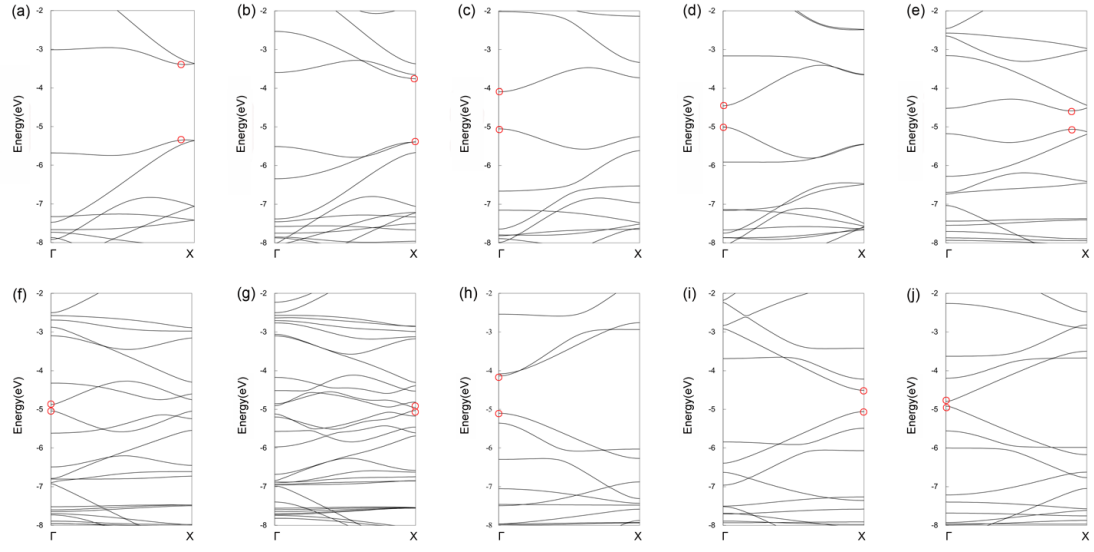 (a) (b) (c) (d) (e)
-2 -2 -2 -2 -2
-3 -3 -3 -3 -3
-4 -4 -4 -4 -4
Energy(eV) Energy(eV) Energy(eV) Energy(eV) Energy(eV)
-5 -5 -5 -5 -5
-6 -6 -6 -6 -6
-7 -7 -7 -7 -7
-8 -8 -8 -8 -8
Γ X Γ X Γ X Γ X Γ X
(f) (g) (h) (i) (j)
-2 -2 -2 -2 -2
-3 -3 -3 -3 -3
-4 -4 -4 -4 -4
Energy(eV) Energy(eV) Energy(eV) Energy(eV) Energy(eV)
-5 -5 -5 -5 -5
-6 -6 -6 -6 -6
-7 -7 -7 -7 -7
-8 -8 -8 -8 -8
Γ X Γ X Γ X Γ X Γ X